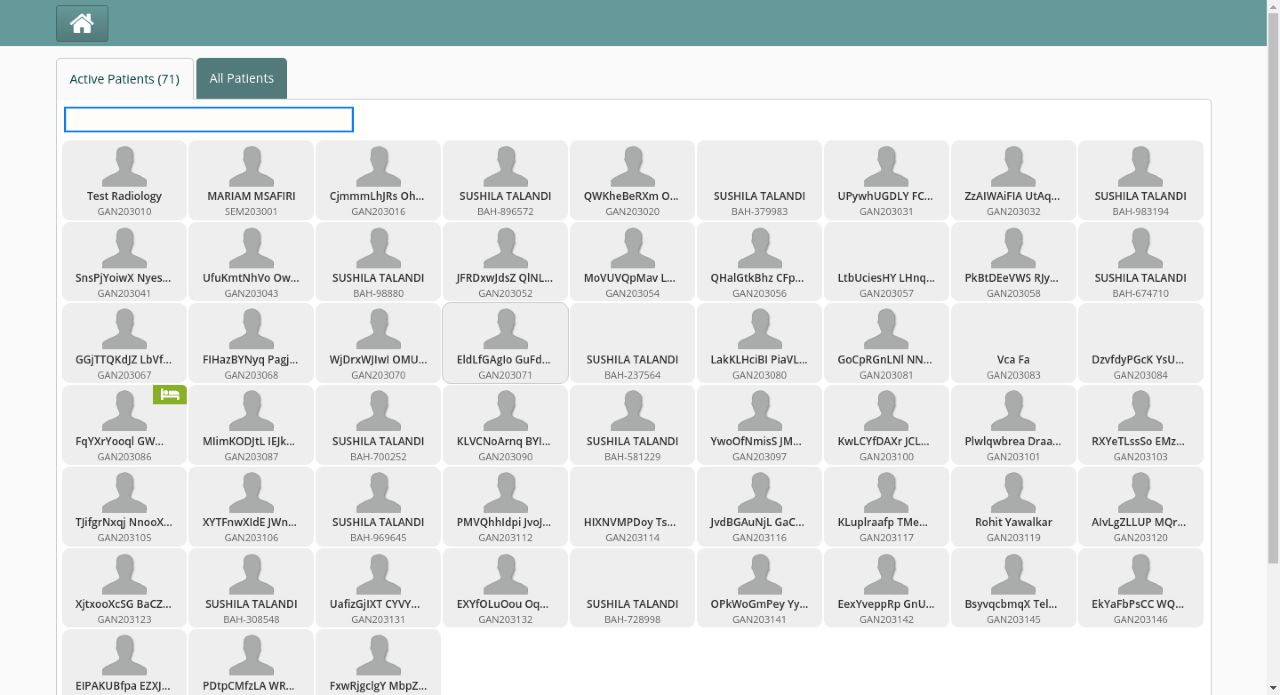 Active Patients (71)
All Patients
Test Radiology
GAN203010
MARIAM MSAFIRI
SEM203001
CjmmmLhJRs Oh...
GAN203016
SUSHILA TALANDI
BAH-896572
QWKheBeRXm O...
GAN203020
SUSHILA TALANDI
BAH-379983
UPywhUGDLY FC...
GAN203031
ZzAIWAiFIA UtAq...
GAN203032
SUSHILA TALANDI
BAH-983194
SnsPjYoiwX Nyes...
GAN203041
UfuKmtNhVo Ow...
GAN203043
SUSHILA TALANDI
BAH-98880
JFRDxwJdsZ QlNL...
GAN203052
MoVUVQpMav L...
GAN203054
QHalGtkBhz CFp...
GAN203056
LtbUciesHY LHnq...
GAN203057
PkBtDEeVWS RJy...
GAN203058
SUSHILA TALANDI
BAH-674710
GGjTTQKdJZ LbVf...
GAN203067
FIHazBYNyq Pagj...
GAN203068
WjDrxWJIwI OMU...
GAN203070
EldLfGAgIo GuFd...
GAN203071
SUSHILA TALANDI
BAH-237564
LakKLHciBI PiaVL...
GAN203080
GoCpRGnLNl NN...
GAN203081
Vca Fa
GAN203083
DzvfdyPGcK YsU...
GAN203084
FqYXrYooql GW...
GAN203086
MIimKODJtL IEJk...
GAN203087
SUSHILA TALANDI
BAH-700252
KLVCNoArnq BYI...
GAN203090
SUSHILA TALANDI
BAH-581229
YwoOfNmisS JM...
GAN203097
KwLCYfDAXr JCL...
GAN203100
Plwlqwbrea Draa...
GAN203101
RXYeTLssSo EMz...
GAN203103
TJifgrNxqj NnooX...
GAN203105
XYTFnwXIdE JWn...
GAN203106
SUSHILA TALANDI
BAH-969645
PMVQhhIdpi JvoJ...
GAN203112
HIXNVMPDoy Ts...
GAN203114
JvdBGAuNjL GaC...
GAN203116
KLuplraafp TMe...
GAN203117
Rohit Yawalkar
GAN203119
AIvLgZLLUP MQr...
GAN203120
XjtxooXcSG BaCZ...
GAN203123
SUSHILA TALANDI
BAH-308548
UafizGjIXT CYVY...
GAN203131
EXYfOLuOou Oq...
GAN203132
SUSHILA TALANDI
BAH-728998
OPkWoGmPey Yy...
GAN203141
EexYveppRp GnU...
GAN203142
BsyvqcbmqX Tel...
GAN203145
EkYaFbPsCC WQ...
GAN203146
EIPAKUBfpa EZXJ...
PDtpCMfzLA WR...
FxwRjgclgY MbpZ...